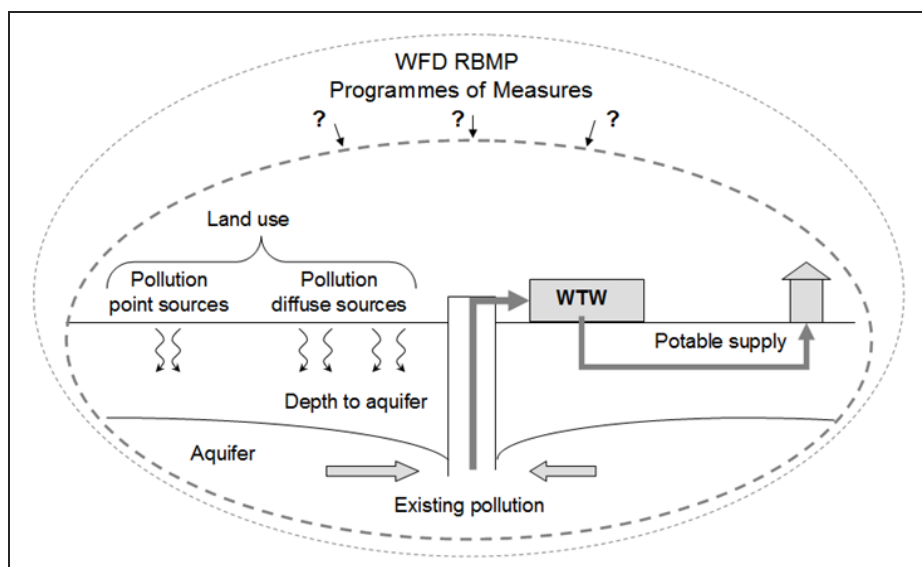 WFD RBMP
Programmes of Measures
? ? ?
Land use
Pollution
point sources
Pollution
diffuse sources
WTW
Potable supply
Depth to aquifer
Aquifer
Existing pollution